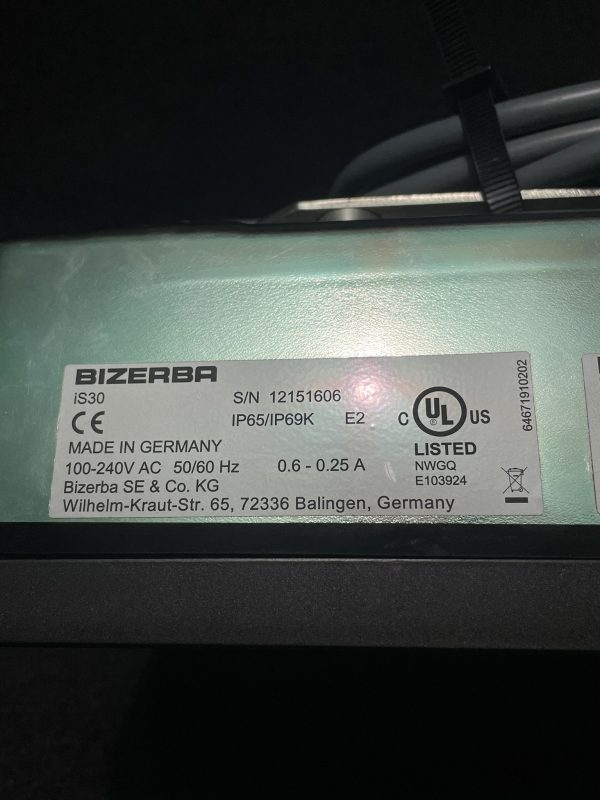 BIZERBA
iS30 S/N 12151606
CE IP65/IP69K E2
C UL US
LISTED
MADE IN GERMANY
NWGQ
100-240V AC 50/60 Hz 0.6 - 0.25 A
E103924
Bizerba SE & Co. KG
Wilhelm-Kraut-Str. 65, 72336 Balingen, Germany
64671910202